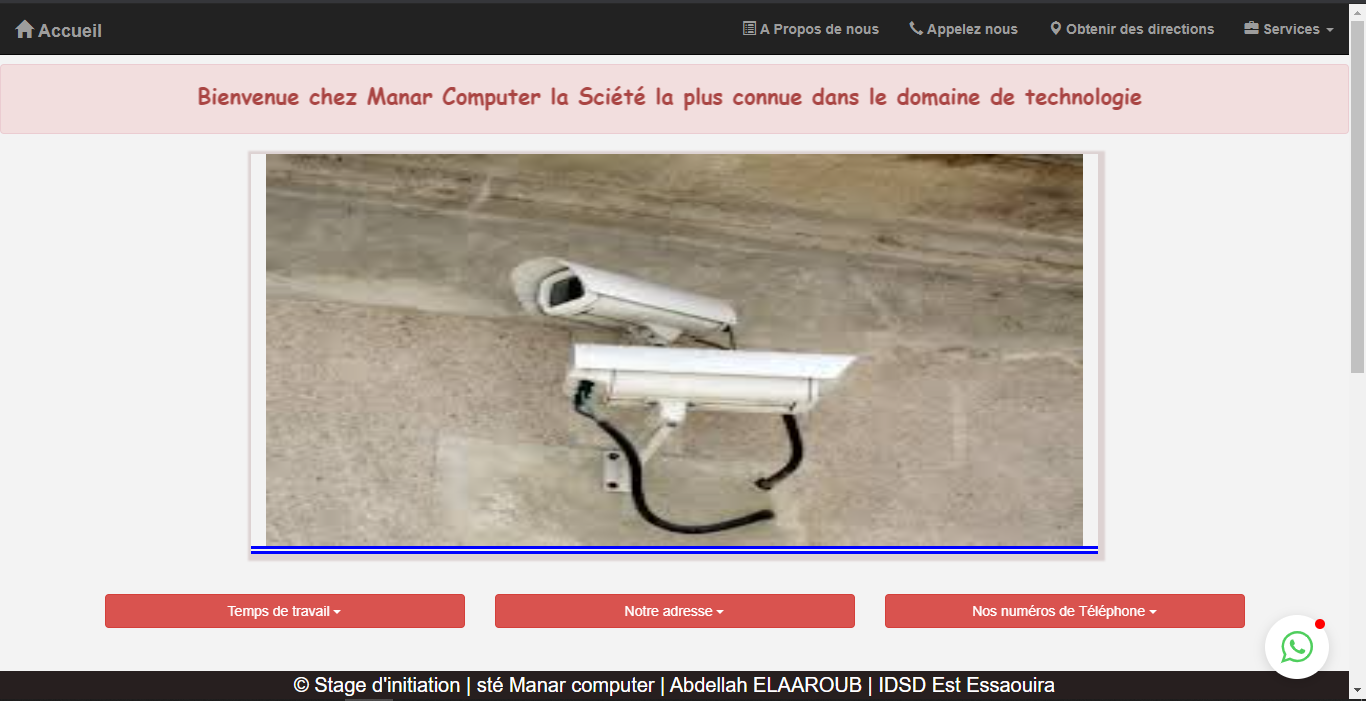 Accueil
A Propos de nous
Appelez nous
Obtenir des directions
Services
Bienvenue chez Manar Computer la Sciété la plus connue dans le domaine de technologie
Temps de travail
Notre adresse
Nos numéros de Téléphone
© Stage d'initiation | sté Manar computer | Abdellah ELAAROUB | IDSD Est Essaouira